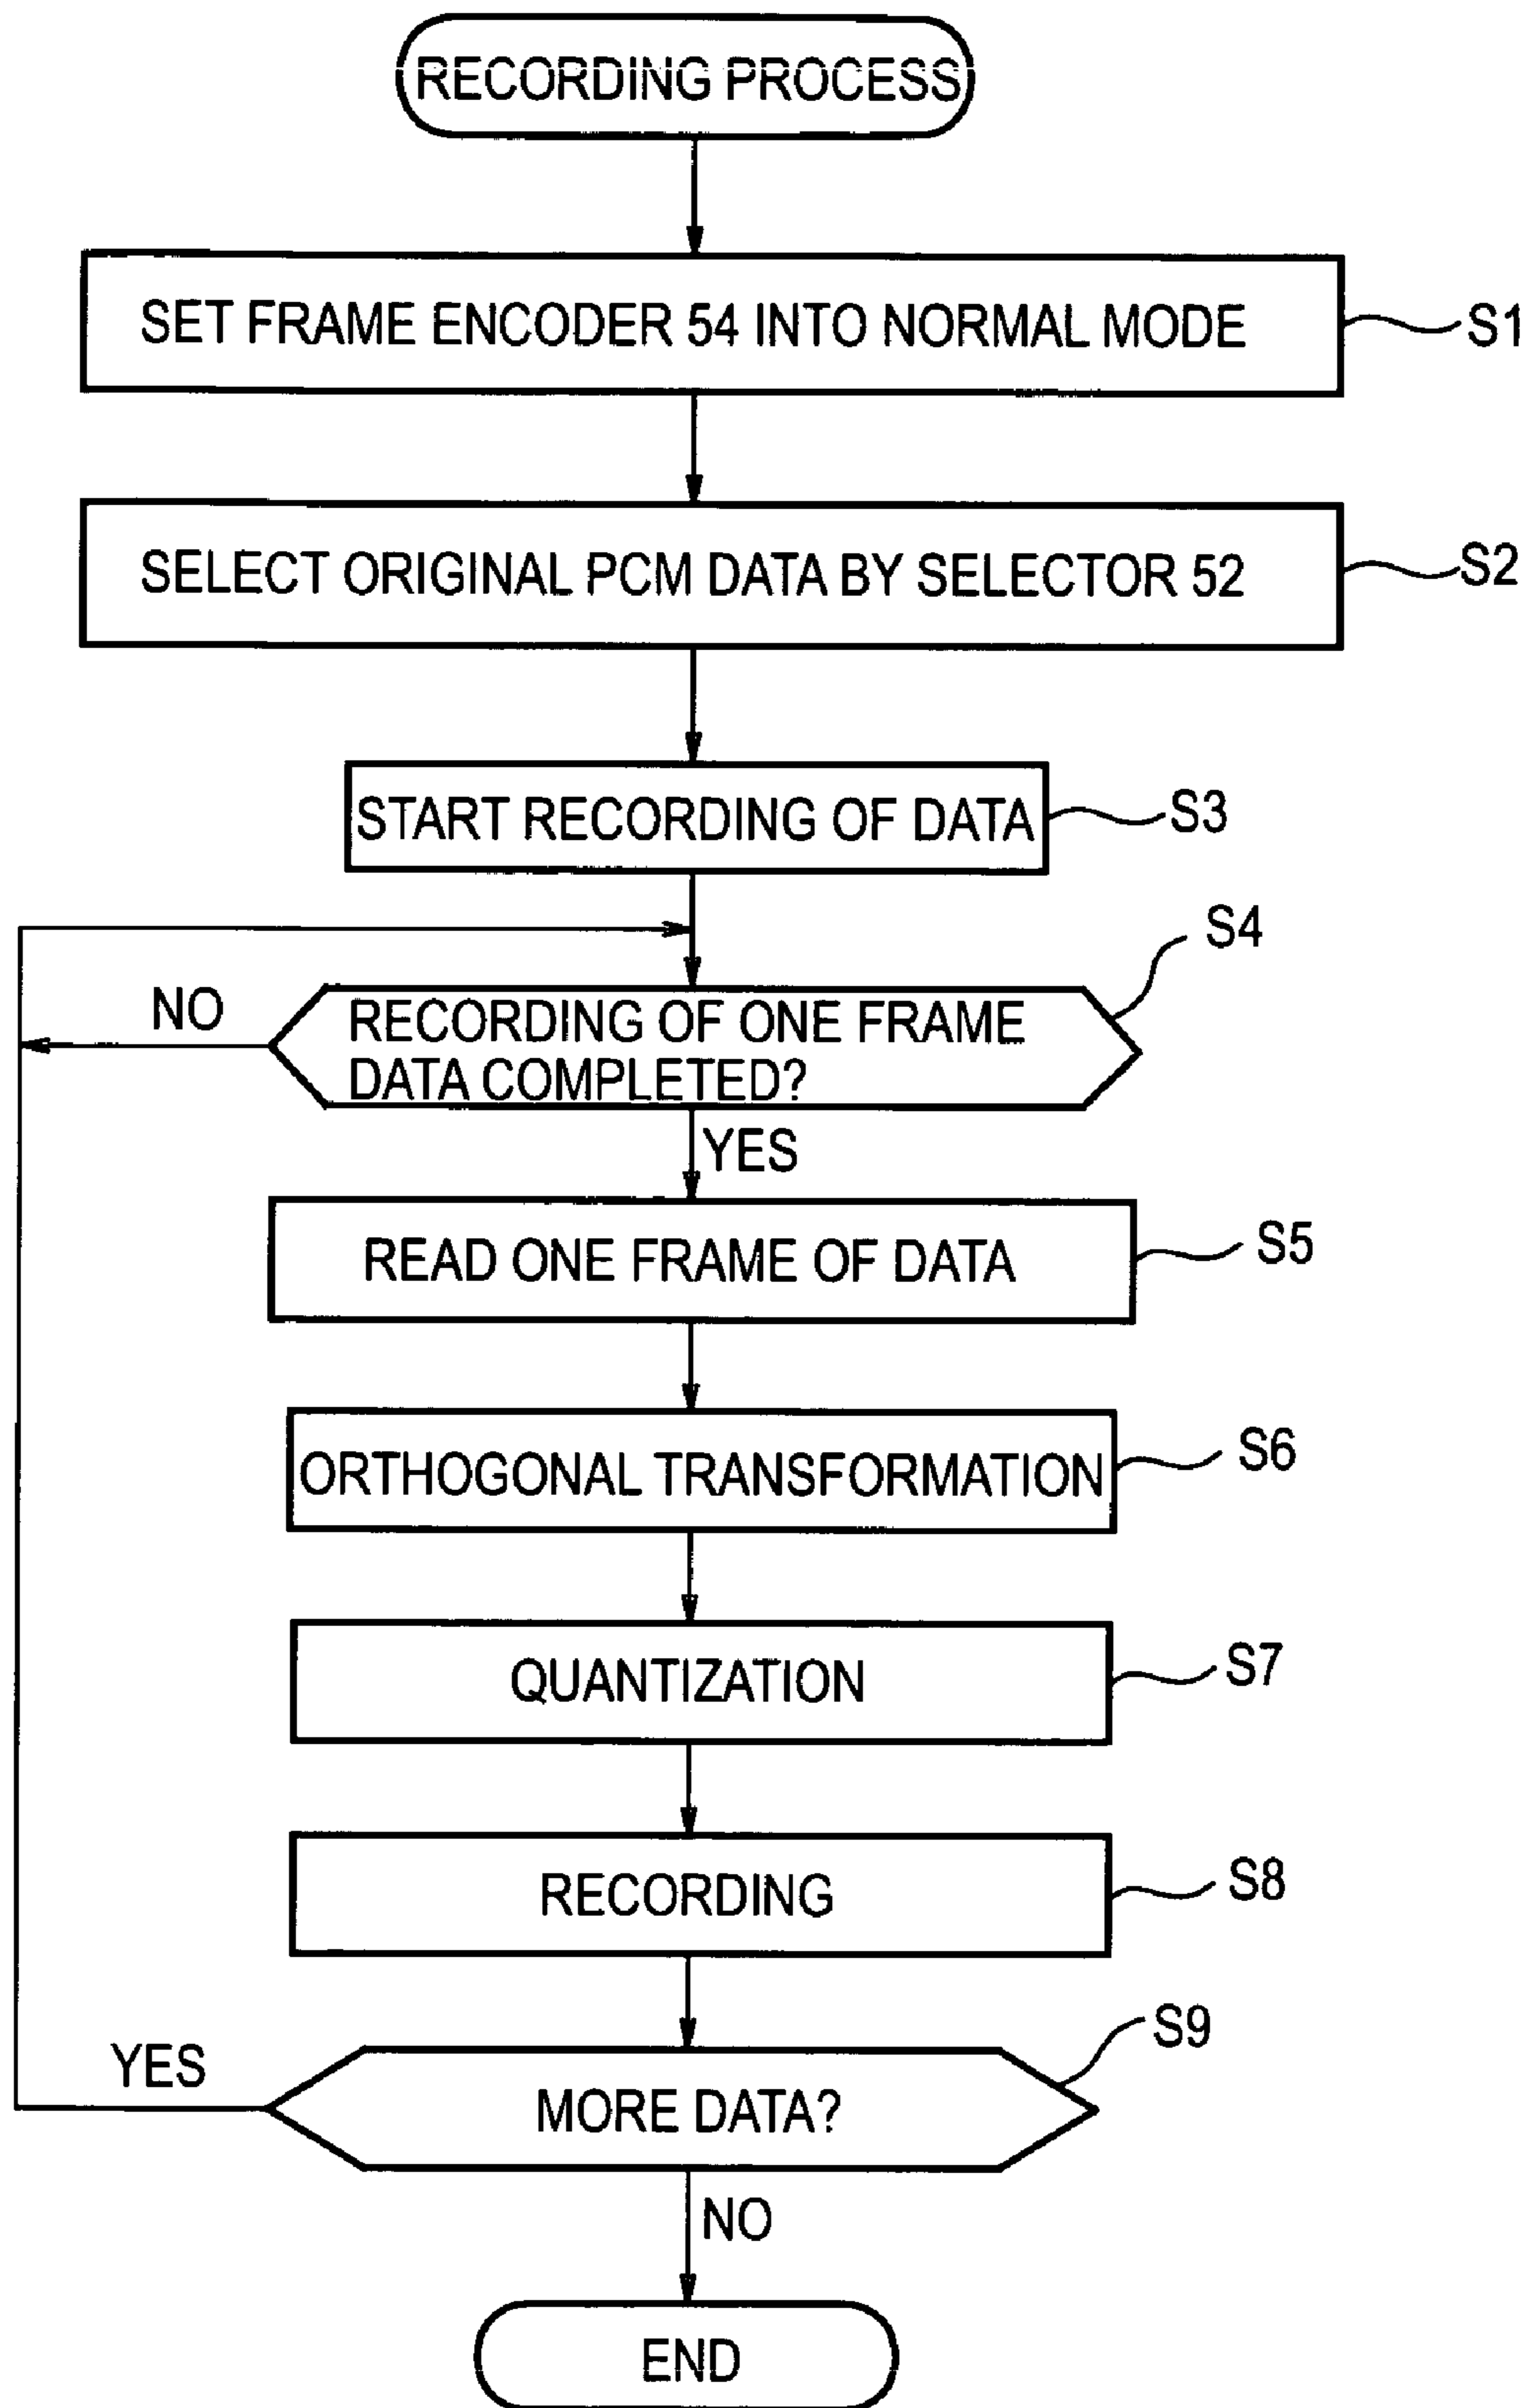 RECORDING PROCESS
SET FRAME ENCODER 54 INTO NORMAL MODE
S1
SELECT ORIGINAL PCM DATA BY SELECTOR 52
S2
START RECORDING OF DATA
S3
S4
NO
RECORDING OF ONE FRAME
DATA COMPLETED?
YES
READ ONE FRAME OF DATA
S5
ORTHOGONAL TRANSFORMATION
S6
QUANTIZATION
S7
RECORDING
S8
S9
YES
MORE DATA?
NO
END